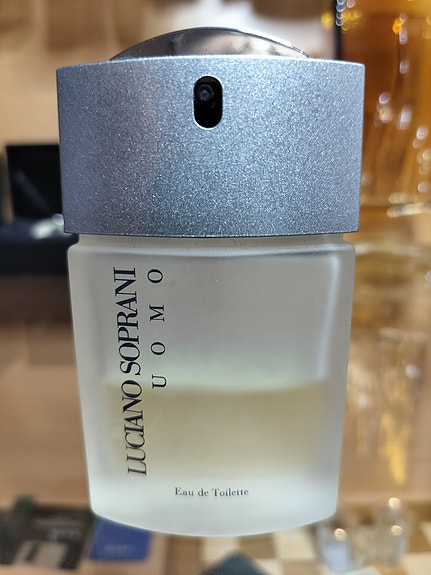 LUCIANO SOPRANI
UOMO
Eau de Toilette